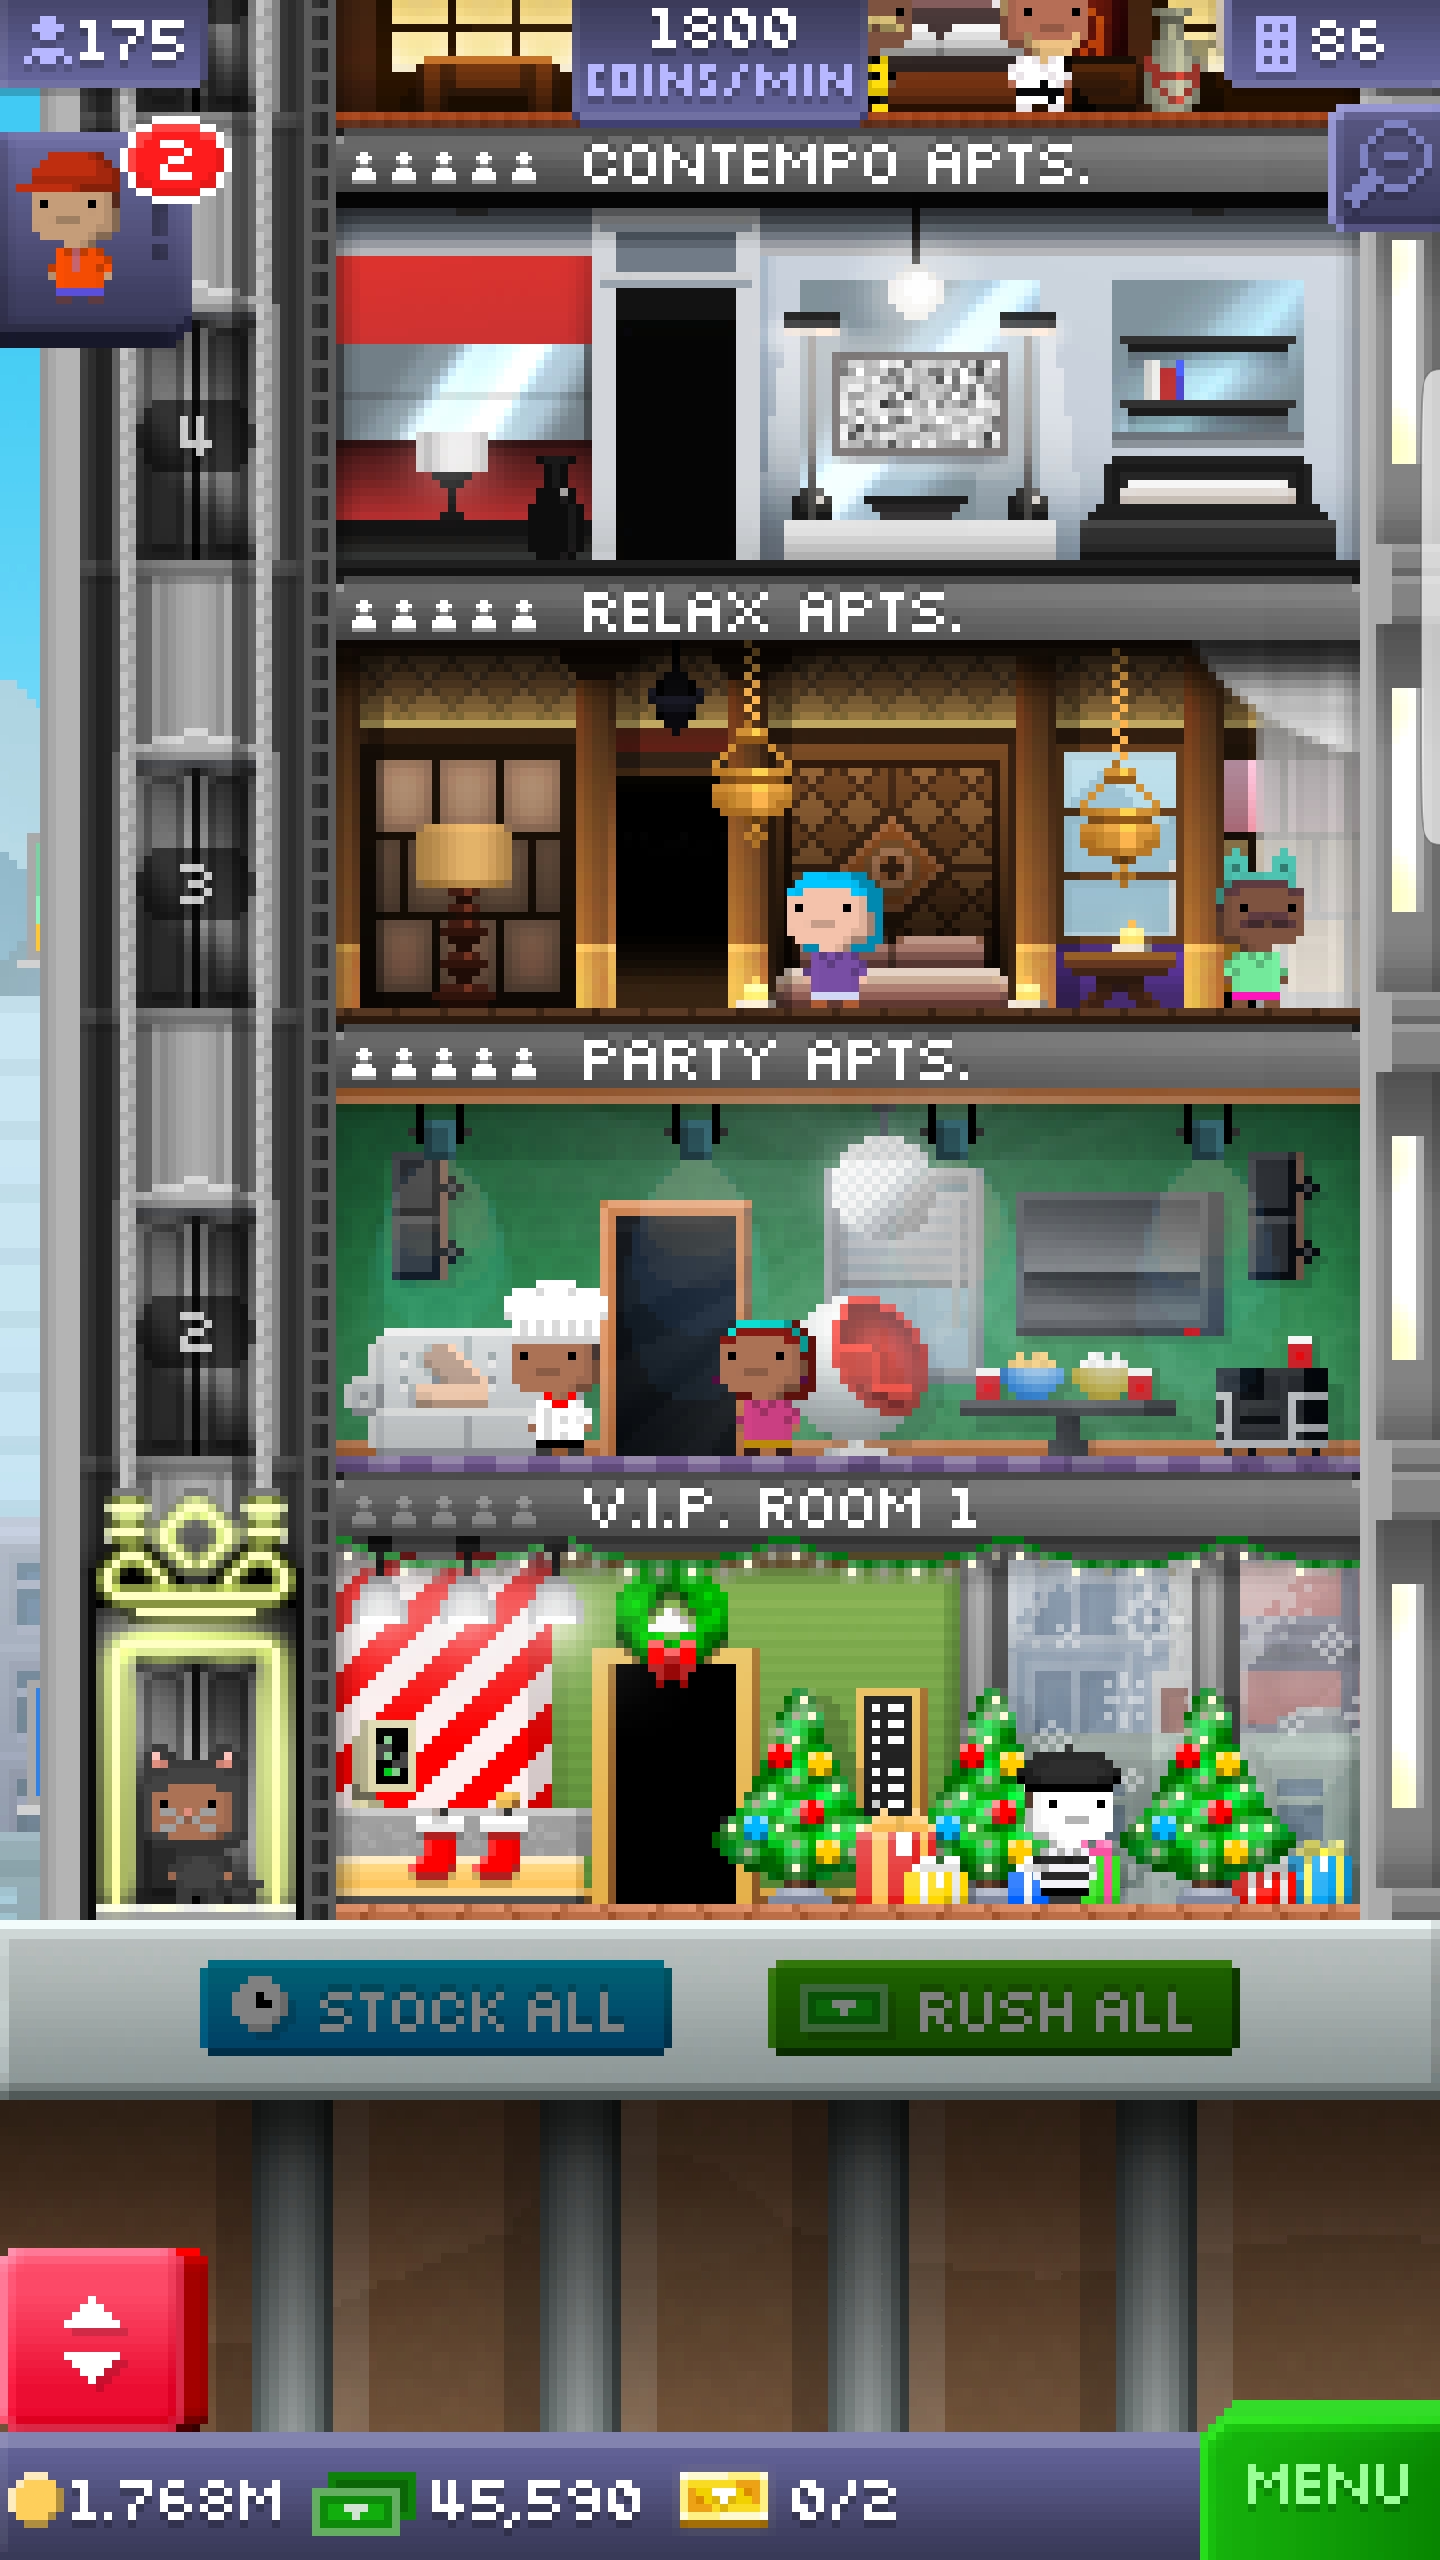 175
1800
COINS/MIN
86
2
CONTEMPO APTS.
4
RELAX APTS.
3
PARTY APTS.
2
V.I.P. ROOM 1
STOCK ALL
RUSH ALL
1.768M
45,590
0/2
MENU